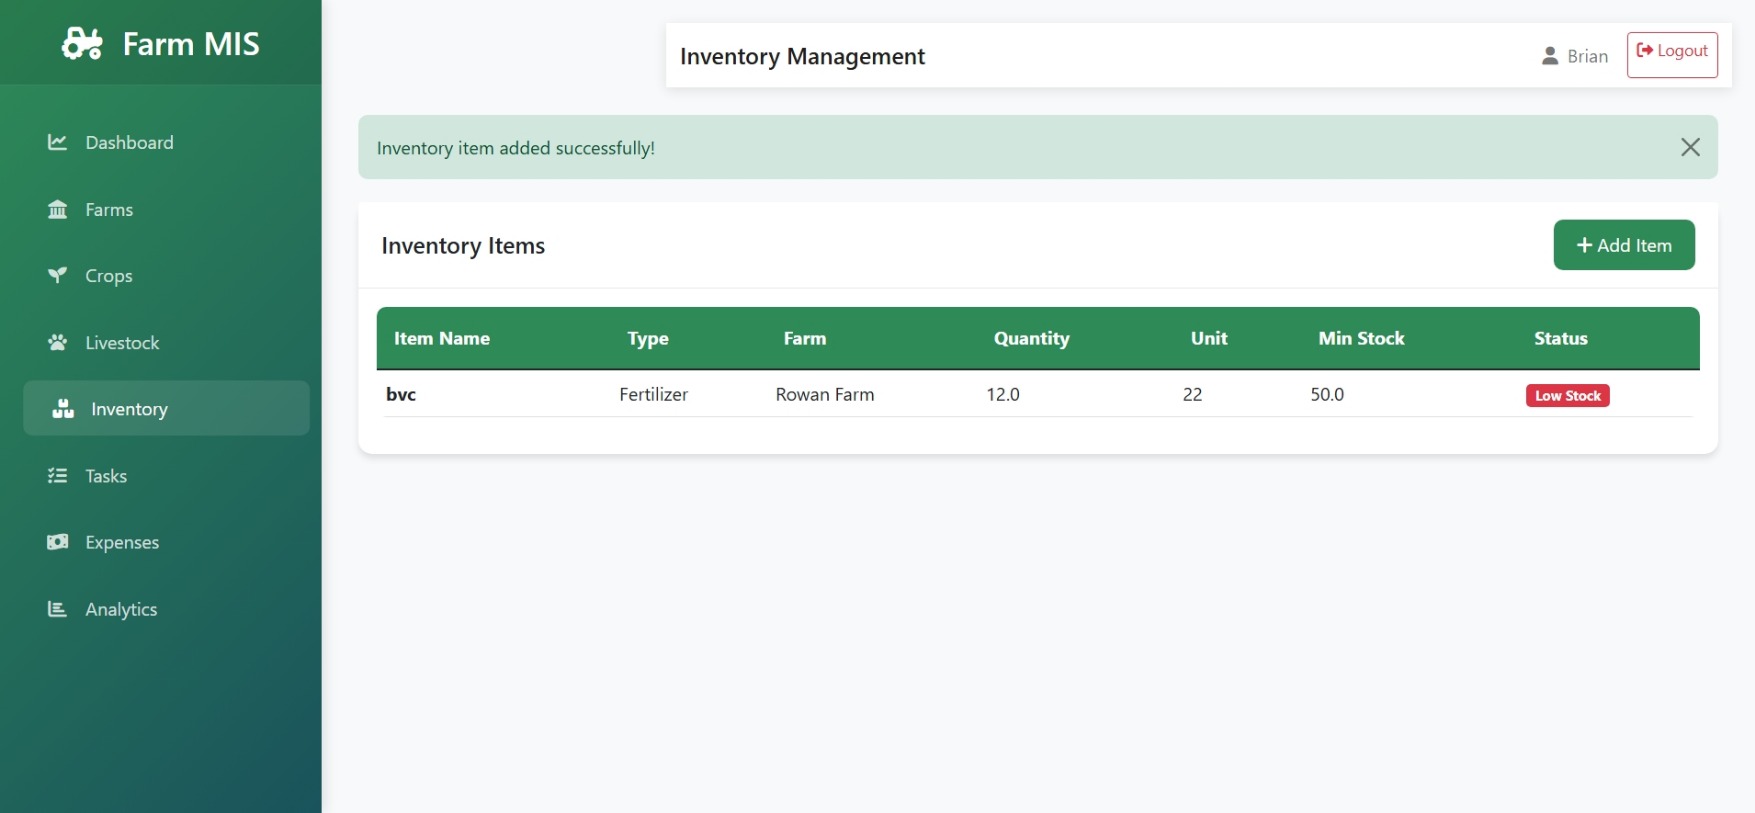 Farm MIS
Dashboard
Farms
Crops
Livestock
Inventory
Tasks
Expenses
Analytics
Inventory Management
Brian
Logout
Inventory item added successfully!
Inventory Items
Add Item
Item Name Type Farm Quantity Unit Min Stock Status
bvc Fertilizer Rowan Farm 12.0 22 50.0 Low Stock